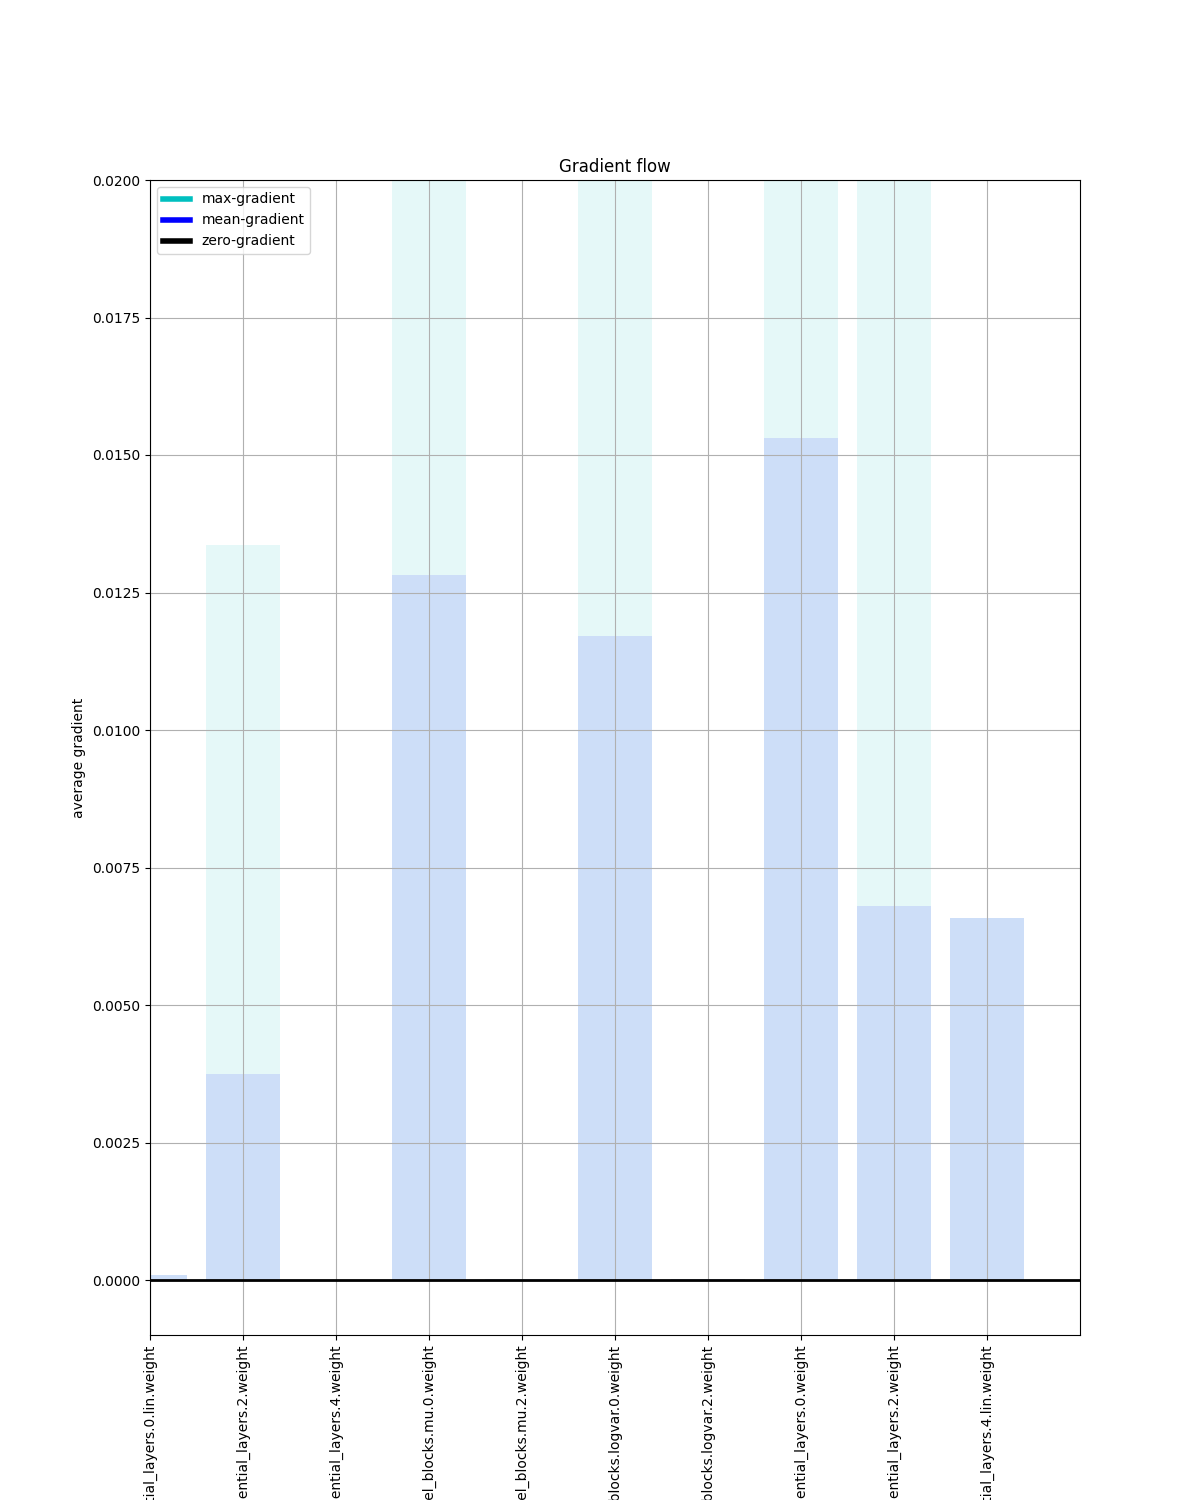 Gradient flow
max-gradient
mean-gradient
zero-gradient
0.0200
0.0175
0.0150
0.0125
0.0100
0.0075
0.0050
0.0025
0.0000
average gradient
tial_layers.0.lin.weight
ential_layers.2.weight
ential_layers.4.weight
el_blocks.mu.0.weight
el_blocks.mu.2.weight
blocks.logvar.0.weight
blocks.logvar.2.weight
ential_layers.0.weight
ential_layers.2.weight
tial_layers.4.lin.weight